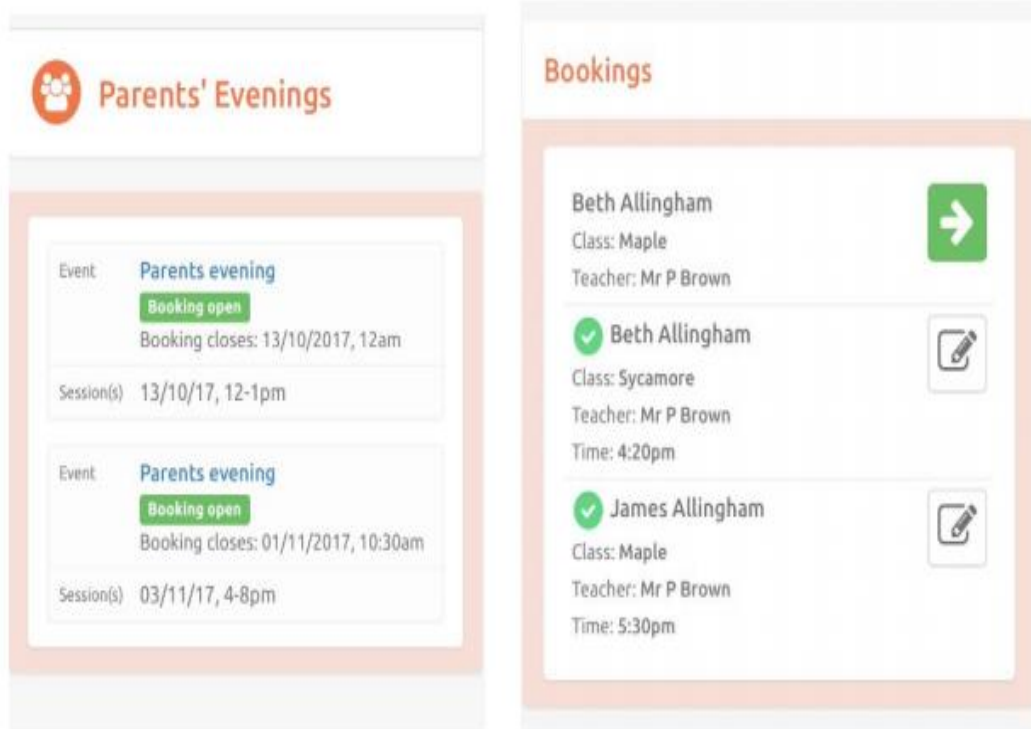 Parents' Evenings
Event Parents evening
Booking open
Booking closes: 13/10/2017, 12am
Session(s) 13/10/17, 12-1pm
Event Parents evening
Booking open
Booking closes: 01/11/2017, 10:30am
Session(s) 03/11/17, 4-8pm
Bookings
Beth Allingham
Class: Maple
Teacher: Mr P Brown
Beth Allingham
Class: Sycamore
Teacher: Mr P Brown
Time: 4:20pm
James Allingham
Class: Maple
Teacher: Mr P Brown
Time: 5:30pm